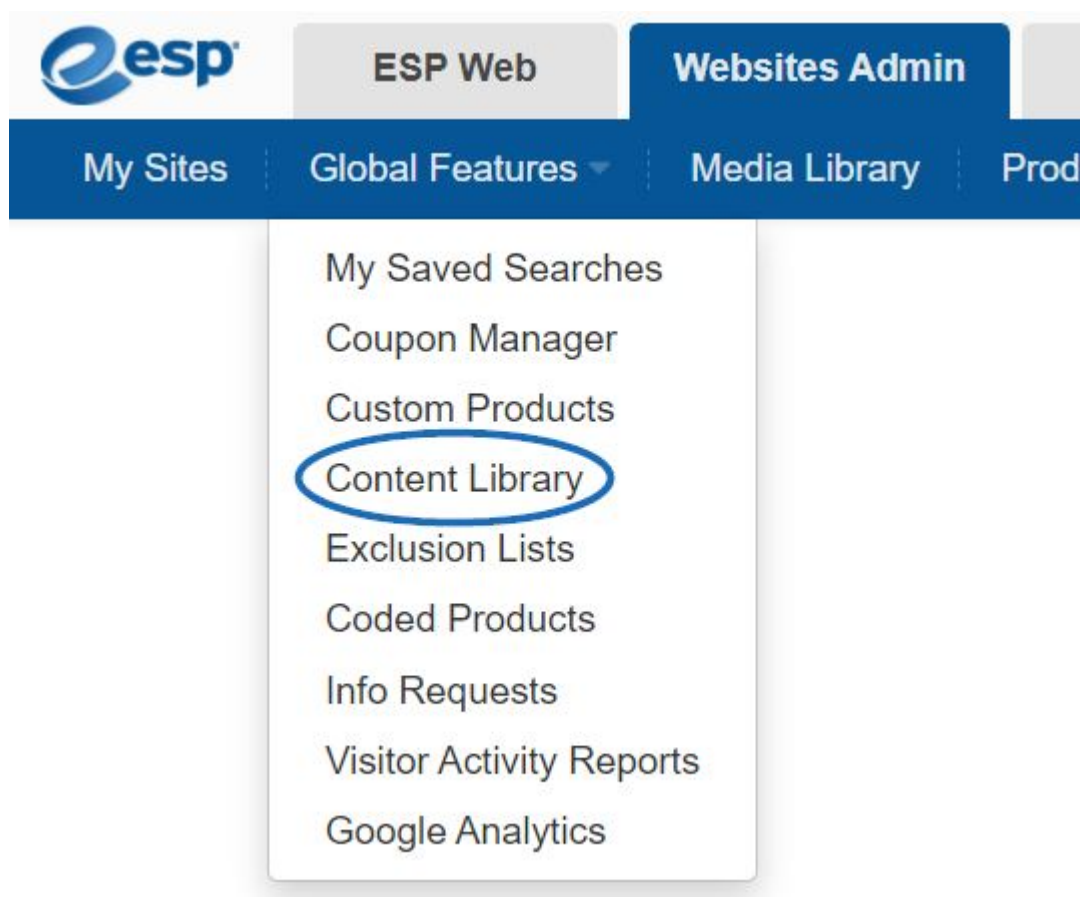 esp
ESP Web
Websites Admin
My Sites
Global Features
Media Library
Prod
My Saved Searches
Coupon Manager
Custom Products
Content Library
Exclusion Lists
Coded Products
Info Requests
Visitor Activity Reports
Google Analytics